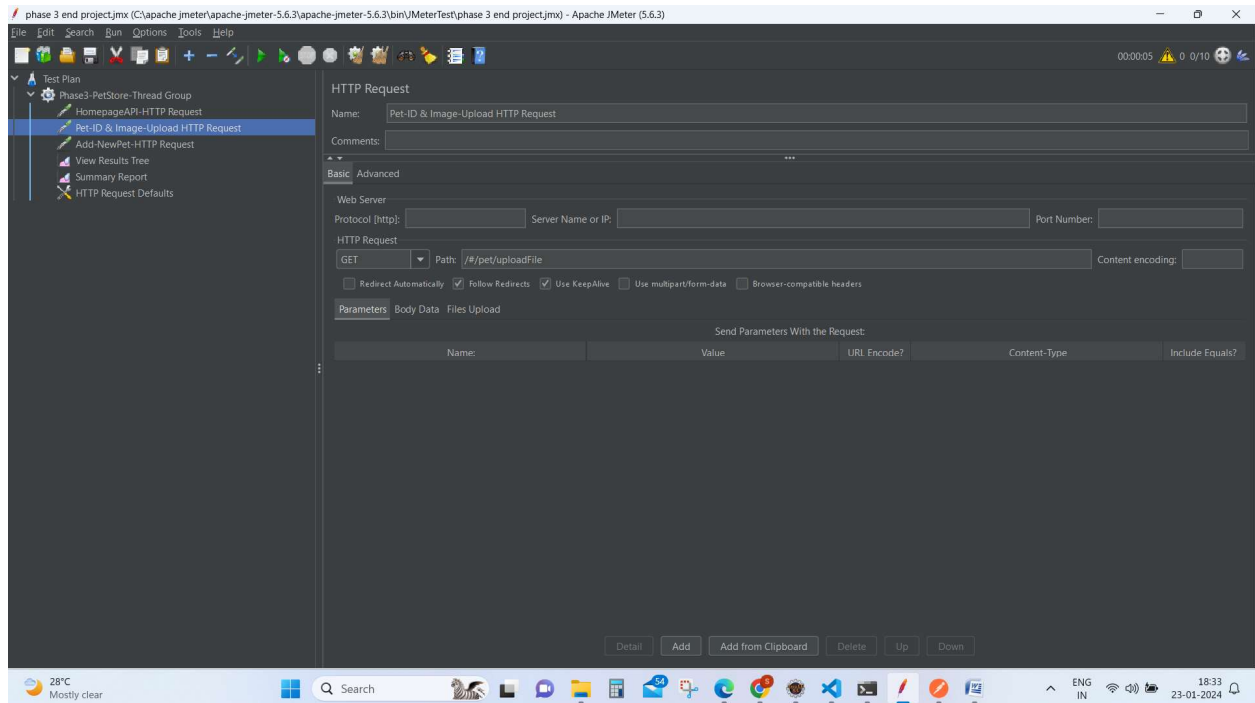 phase 3 end project.jmx (C:\apache jmeter\apache-jmeter-5.6.3\apache-jmeter-5.6.3\bin\JMeterTest\phase 3 end project.jmx) - Apache JMeter (5.6.3)
File Edit Search Run Options Tools Help
00:00:05 0 0/10
Test Plan
Phase3-PetStore-Thread Group
HomepageAPI-HTTP Request
Pet-ID & Image-Upload HTTP Request
Add-NewPet-HTTP Request
View Results Tree
Summary Report
HTTP Request Defaults
HTTP Request
Name: Pet-ID & Image-Upload HTTP Request
Comments:
Basic Advanced
Web Server
Protocol [http]: Server Name or IP: Port Number:
HTTP Request
GET Path: /#/pet/uploadFile Content encoding:
Redirect Automatically Follow Redirects Use KeepAlive Use multipart/form-data Browser-compatible headers
Parameters Body Data Files Upload
Send Parameters With the Request:
Name: Value URL Encode? Content-Type Include Equals?
Detail Add Add from Clipboard Delete Up Down
28°C
Mostly clear
Search
54
ENG
IN
18:33
23-01-2024